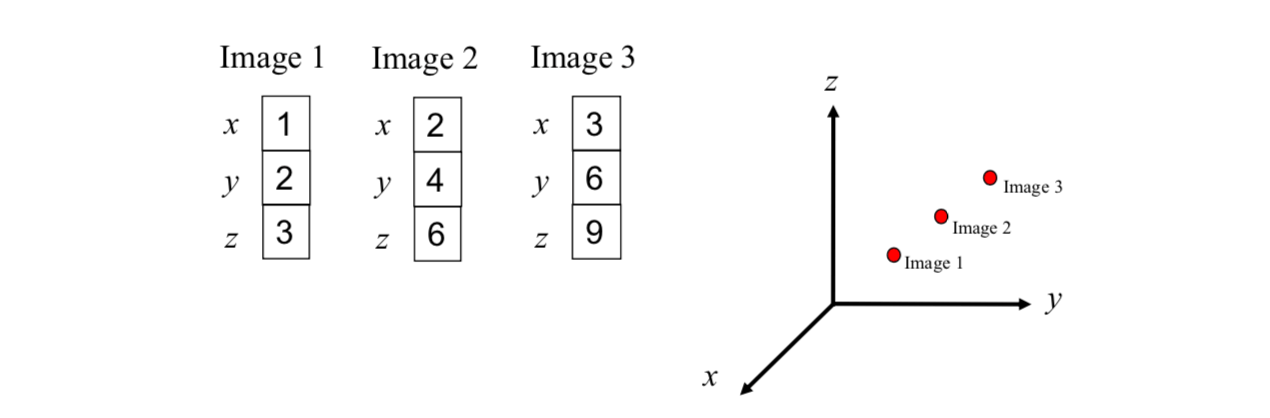 Image 1
x 1
y 2
z 3
Image 2
x 2
y 4
z 6
Image 3
x 3
y 6
z 9
z
Image 3
Image 2
Image 1
y
x